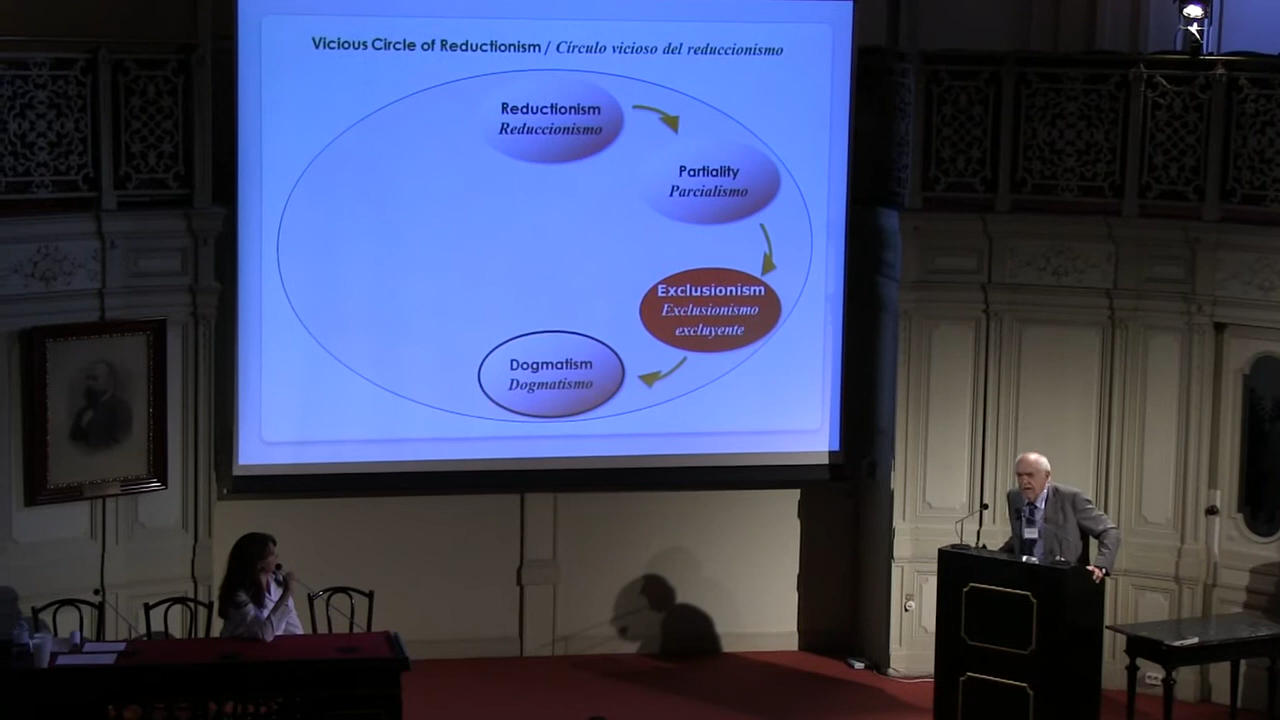 Vicious Circle of Reductionism / Círculo vicioso del reduccionismo
Reductionism
Reduccionismo
Partiality
Parcialismo
Exclusionism
Exclusionismo
excluyente
Dogmatism
Dogmatismo